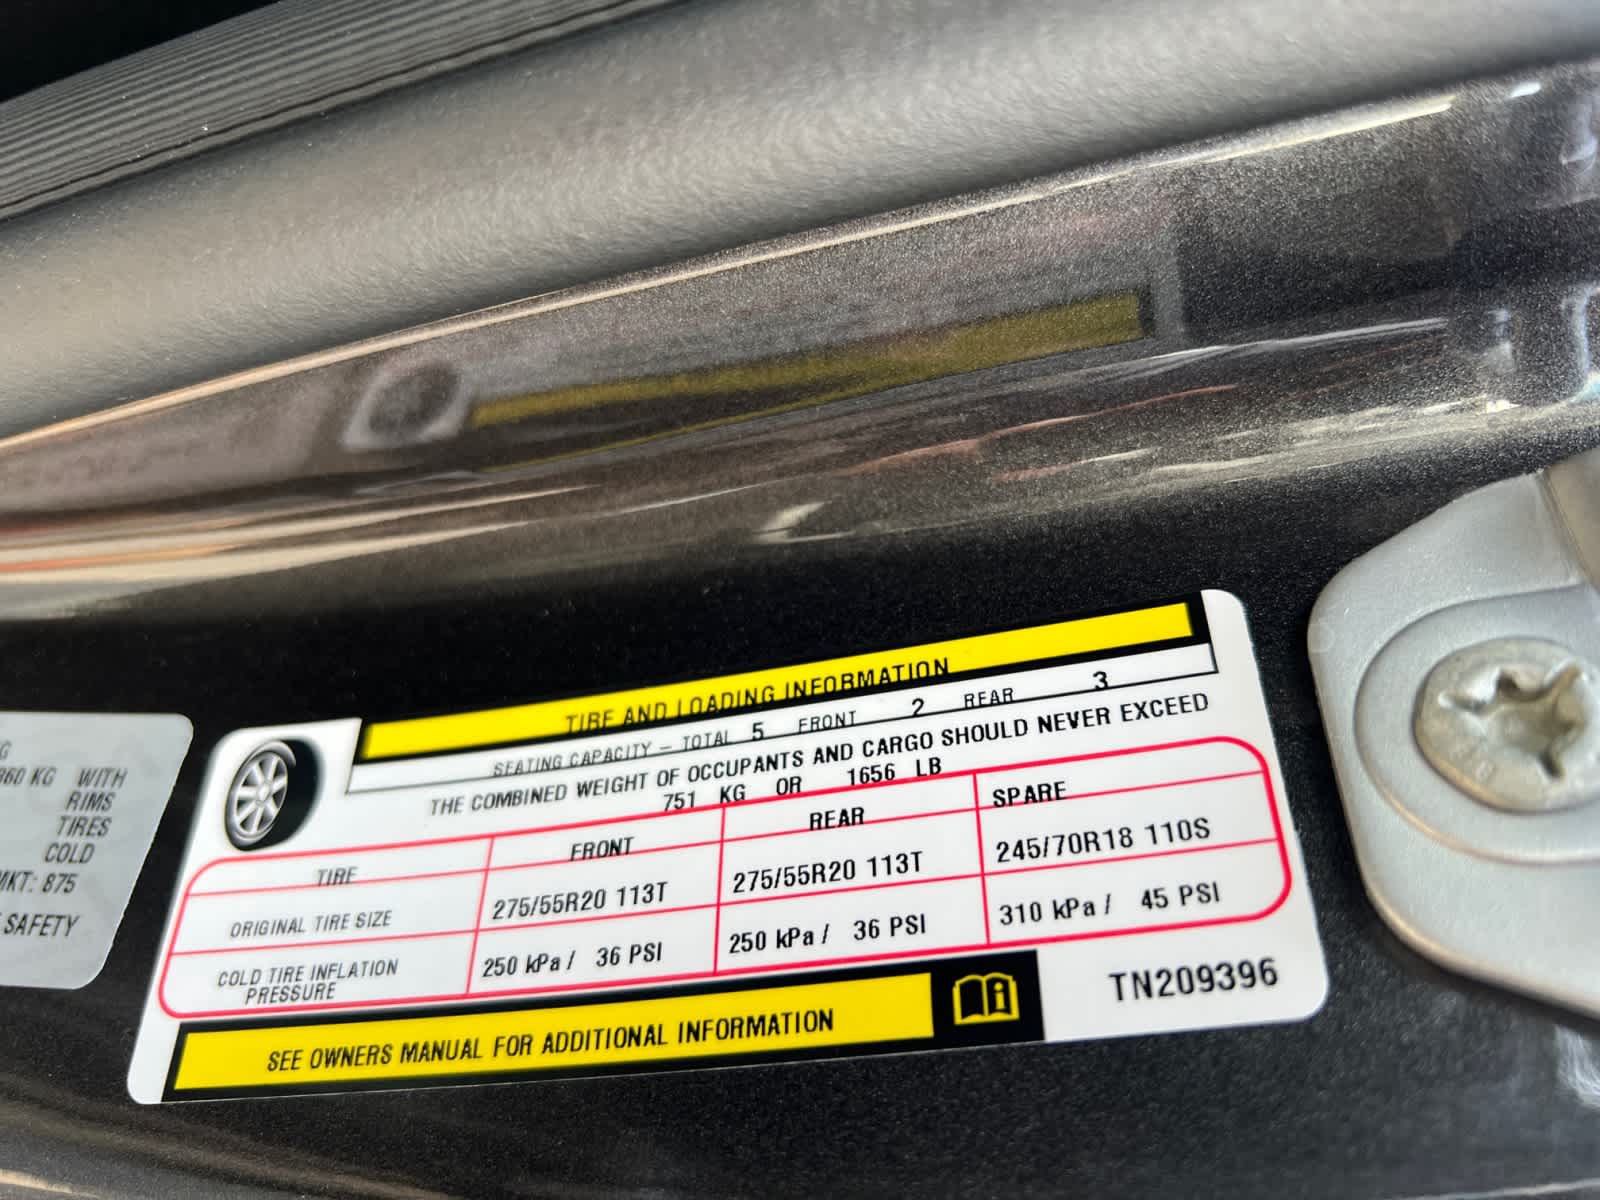 G
360 KG WITH
RIMS
TIRES
COLD
MKT: 875
SAFETY
TIRE AND LOADING INFORMATION
SEATING CAPACITY – TOTAL 5 FRONT 2 REAR 3
THE COMBINED WEIGHT OF OCCUPANTS AND CARGO SHOULD NEVER EXCEED
751 KG OR 1656 LB
TIRE FRONT REAR SPARE
ORIGINAL TIRE SIZE 275/55R20 113T 275/55R20 113T 245/70R18 110S
COLD TIRE INFLATION
PRESSURE 250 kPa / 36 PSI 250 kPa / 36 PSI 310 kPa / 45 PSI
SEE OWNERS MANUAL FOR ADDITIONAL INFORMATION
TN209396